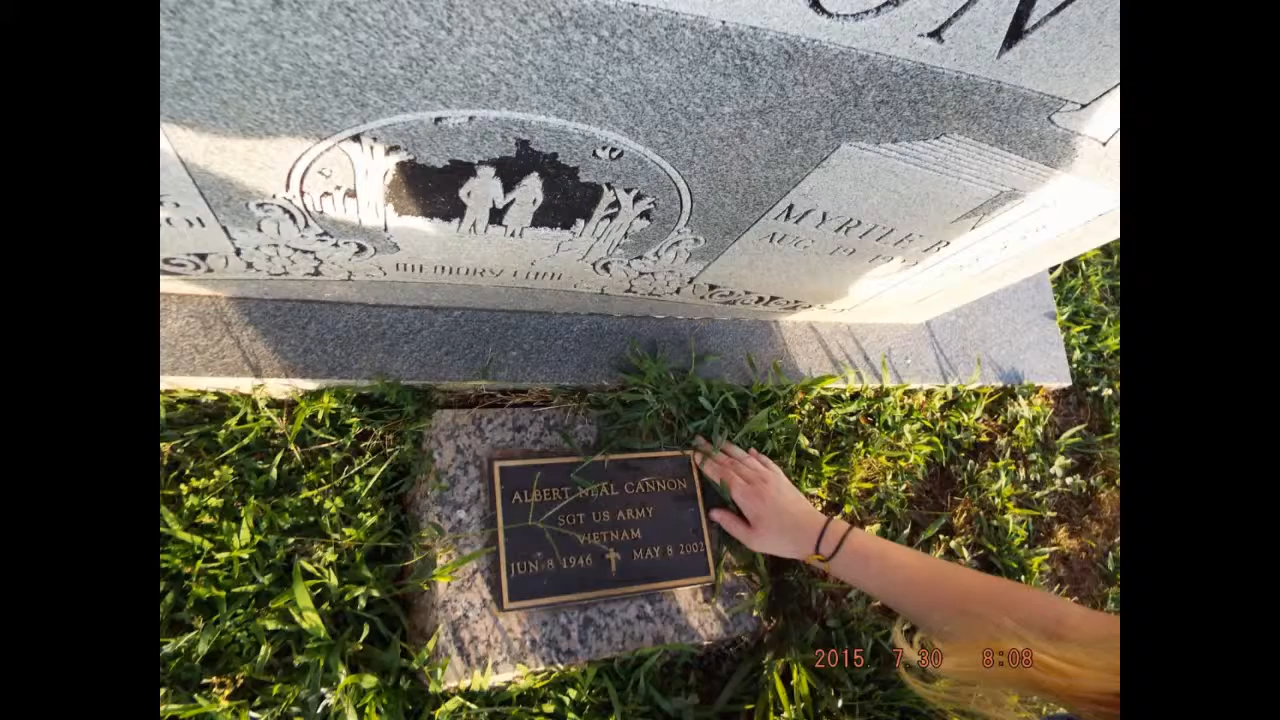 MYRTLE B
AUG. 19
ALBERT NEAL CANNON
SGT US ARMY
VIETNAM
JUN 8 1946 MAY 8 2002
2015. 7.30 8:08